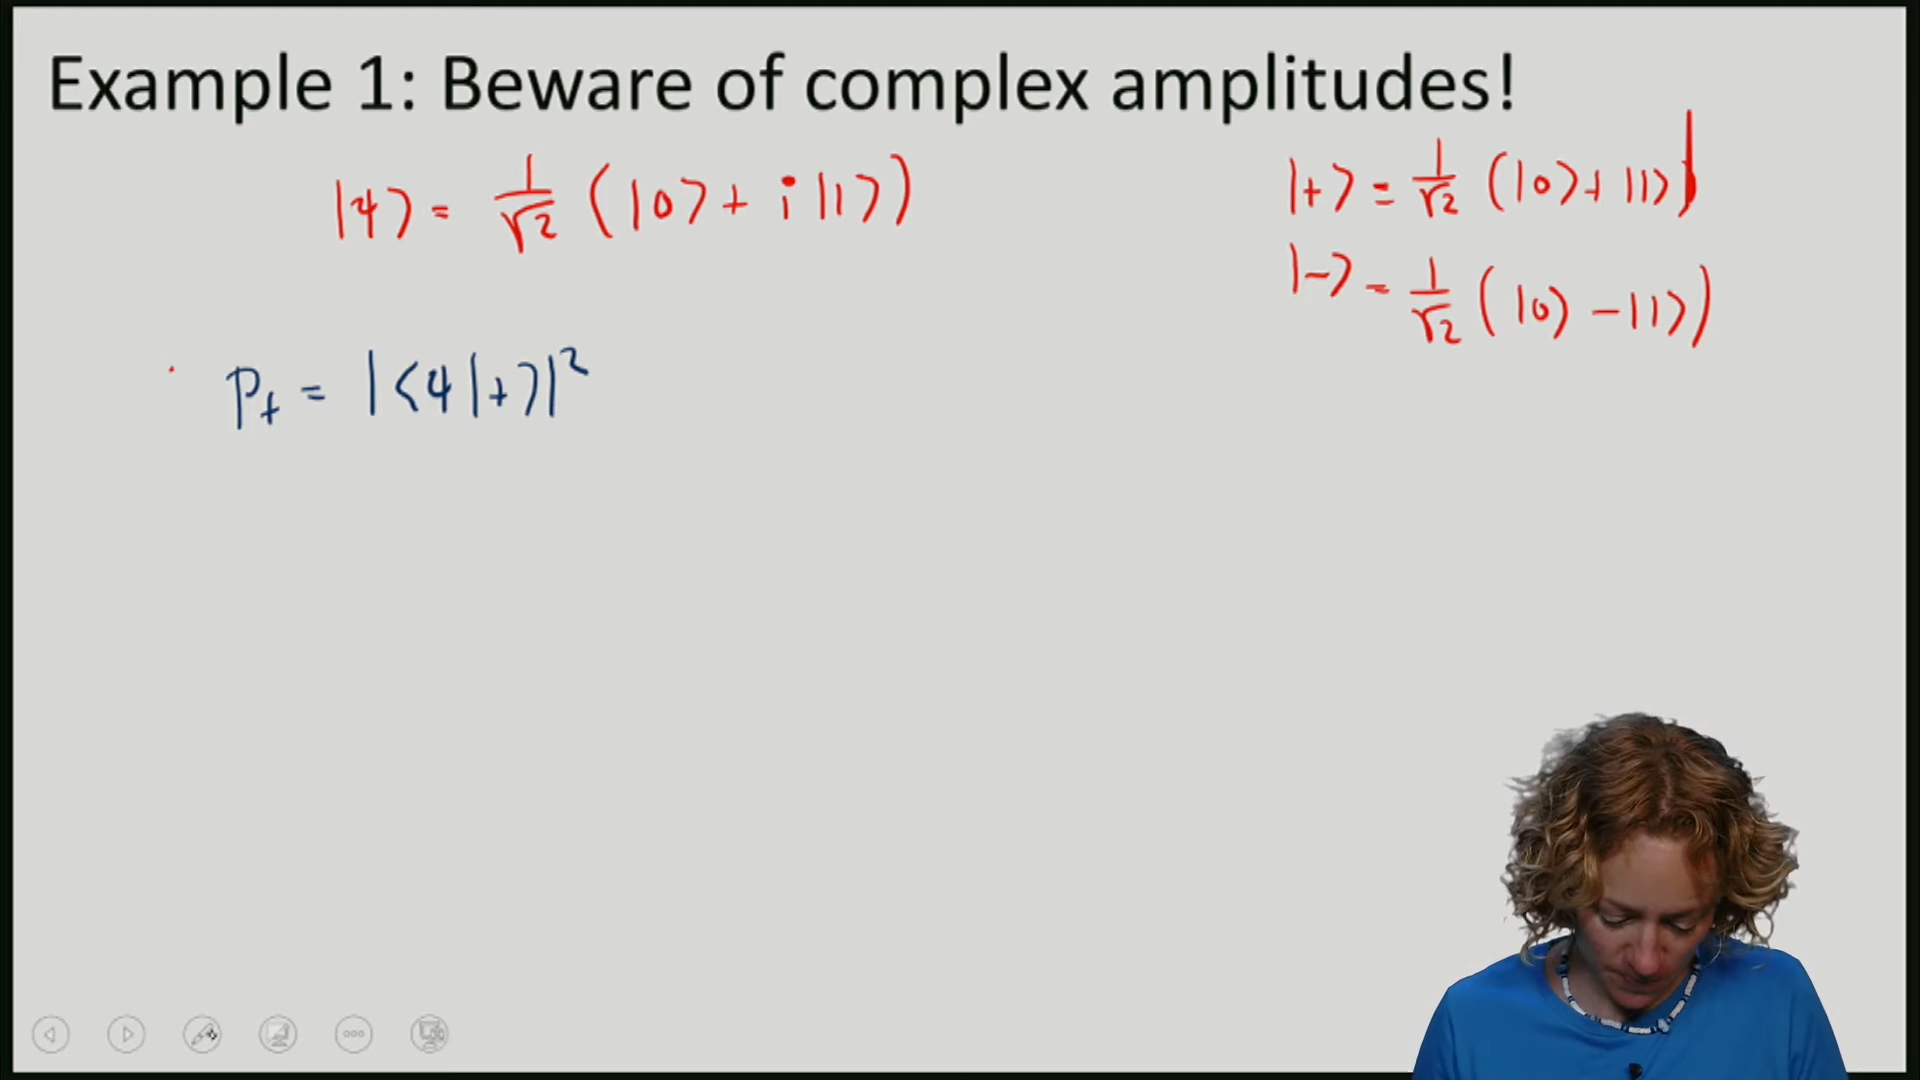 Example 1: Beware of complex amplitudes!
|ψ⟩ = 1/√2 (|0⟩ + i|1⟩)
|+⟩ = 1/√2 (|0⟩ + |1⟩)
|-⟩ = 1/√2 (|0⟩ - |1⟩)
P₊ = |⟨ψ|+⟩|²